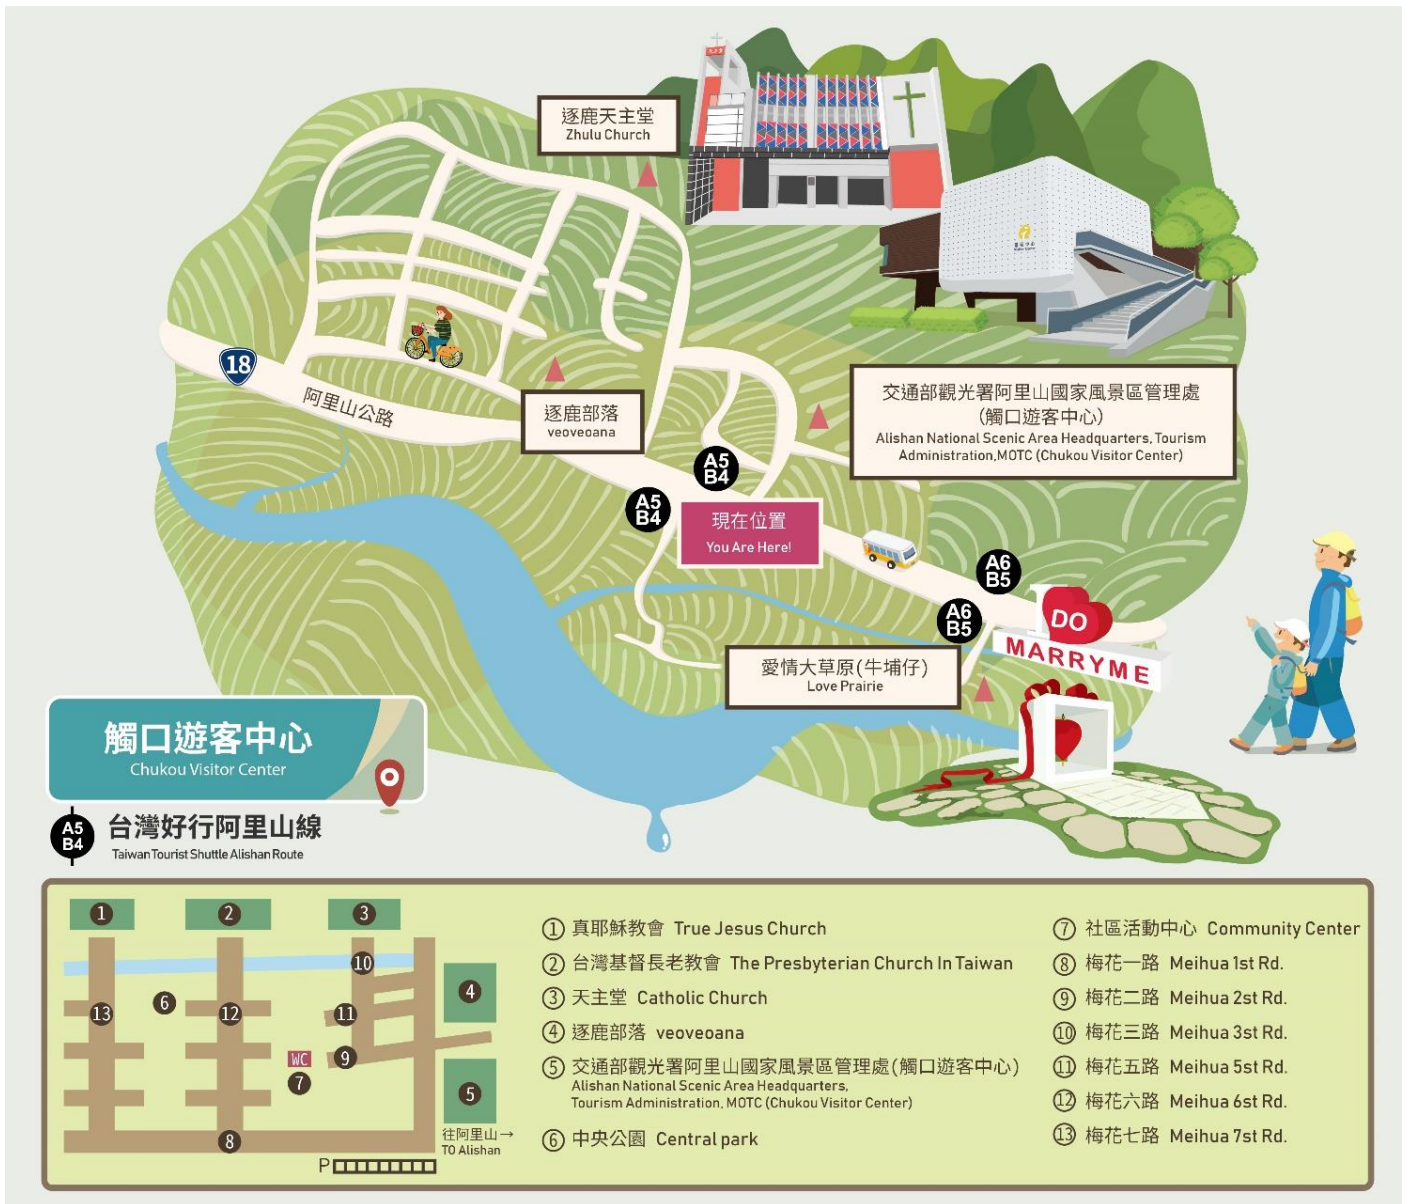 逐鹿天主堂
Zhulu Church
18
阿里山公路
逐鹿部落
veoveoana
交通部觀光署阿里山國家風景區管理處
(觸口遊客中心)
Alishan National Scenic Area Headquarters, Tourism
Administration,MOTC (Chukou Visitor Center)
A5
B4
A5
B4
現在位置
You Are Here!
A6
B5
A6
B5
I DO
MARRYME
愛情大草原(牛埔仔)
Love Prairie
觸口遊客中心
Chukou Visitor Center
A5
B4
台灣好行阿里山線
Taiwan Tourist Shuttle Alishan Route
1
2
3
10
4
6
13
12
11
WC
9
7
5
8
往阿里山→
TO Alishan
P
① 真耶穌教會 True Jesus Church
② 台灣基督長老教會 The Presbyterian Church In Taiwan
③ 天主堂 Catholic Church
④ 逐鹿部落 veoveoana
⑤ 交通部觀光署阿里山國家風景區管理處(觸口遊客中心)
Alishan National Scenic Area Headquarters,
Tourism Administration, MOTC (Chukou Visitor Center)
⑥ 中央公園 Central park
⑦ 社區活動中心 Community Center
⑧ 梅花一路 Meihua 1st Rd.
⑨ 梅花二路 Meihua 2st Rd.
⑩ 梅花三路 Meihua 3st Rd.
⑪ 梅花五路 Meihua 5st Rd.
⑫ 梅花六路 Meihua 6st Rd.
⑬ 梅花七路 Meihua 7st Rd.